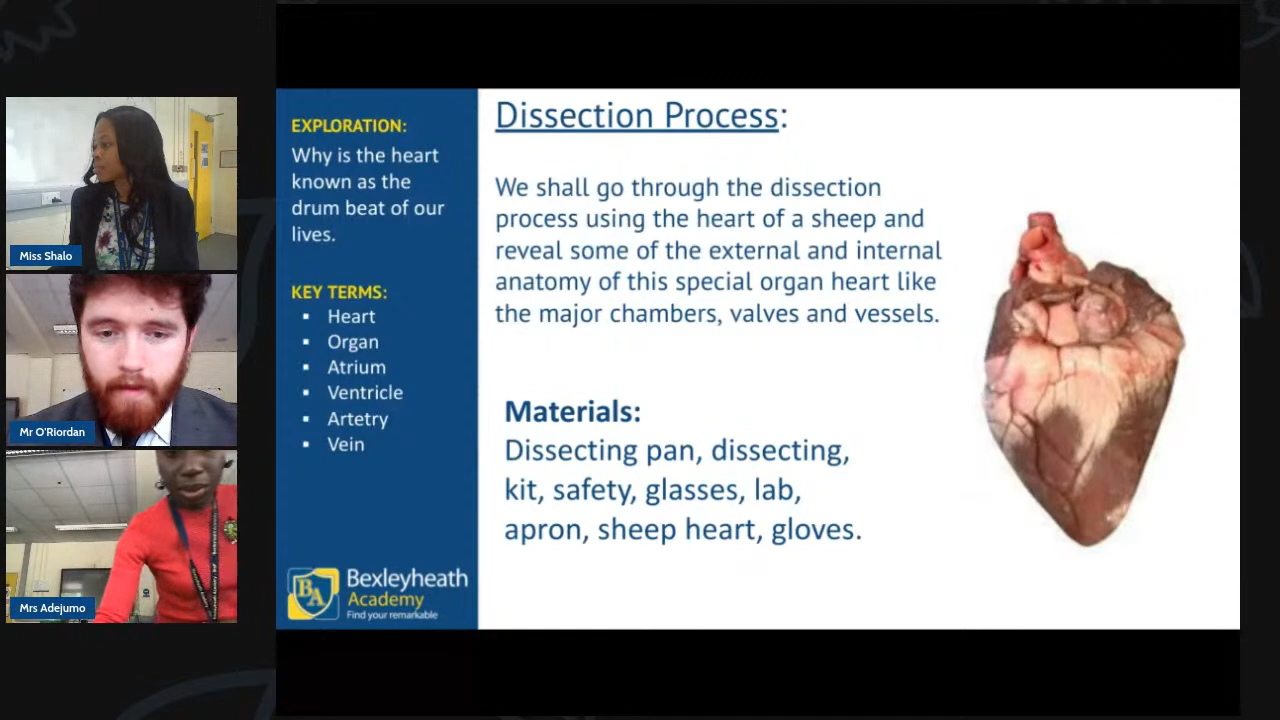 Miss Shalo
Mr O'Riordan
Mrs Adejumo
EXPLORATION:
Why is the heart
known as the
drum beat of our
lives.
KEY TERMS:
▪ Heart
▪ Organ
▪ Atrium
▪ Ventricle
▪ Artetry
▪ Vein
BA
Bexleyheath
Academy
Find your remarkable
Dissection Process:
We shall go through the dissection
process using the heart of a sheep and
reveal some of the external and internal
anatomy of this special organ heart like
the major chambers, valves and vessels.
Materials:
Dissecting pan, dissecting,
kit, safety, glasses, lab,
apron, sheep heart, gloves.